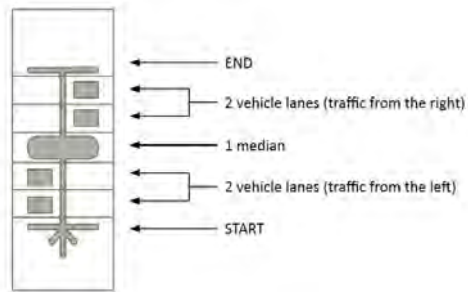 END
2 vehicle lanes (traffic from the right)
1 median
2 vehicle lanes (traffic from the left)
START